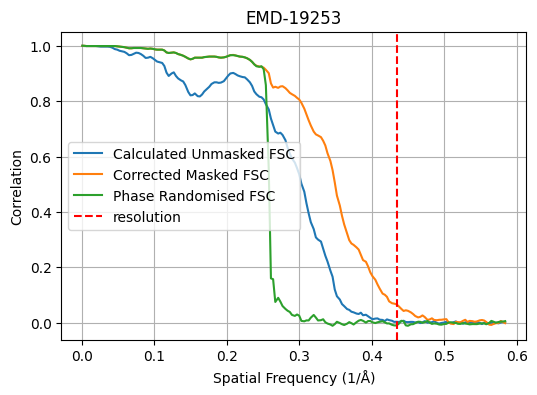 EMD-19253
Correlation
1.0
0.8
0.6
0.4
0.2
0.0
Calculated Unmasked FSC
Corrected Masked FSC
Phase Randomised FSC
resolution
0.0 0.1 0.2 0.3 0.4 0.5 0.6
Spatial Frequency (1/Å)